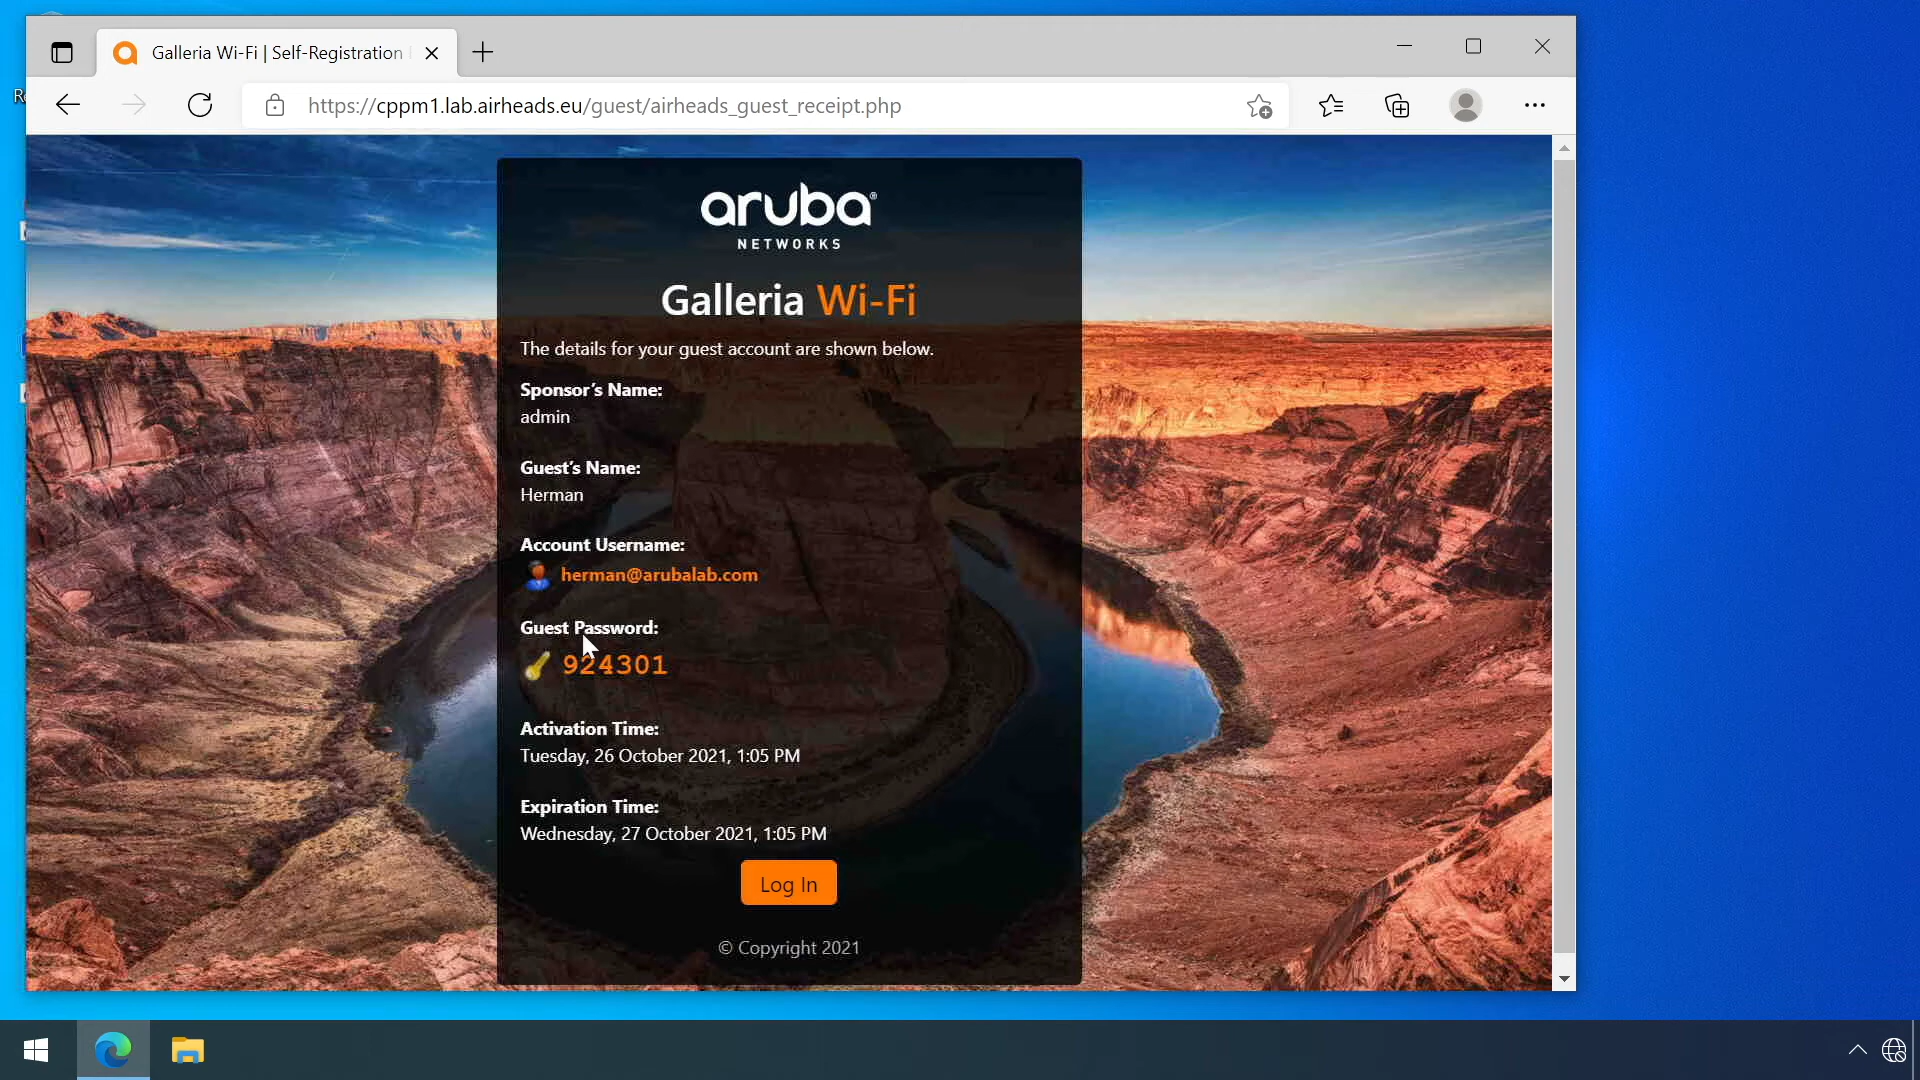 Galleria Wi-Fi | Self-Registration
https://cppm1.lab.airheads.eu/guest/airheads_guest_receipt.php
aruba®
NETWORKS
Galleria Wi-Fi
The details for your guest account are shown below.
Sponsor’s Name:
admin
Guest’s Name:
Herman
Account Username:
herman@arubalab.com
Guest Password:
924301
Activation Time:
Tuesday, 26 October 2021, 1:05 PM
Expiration Time:
Wednesday, 27 October 2021, 1:05 PM
Log In
© Copyright 2021